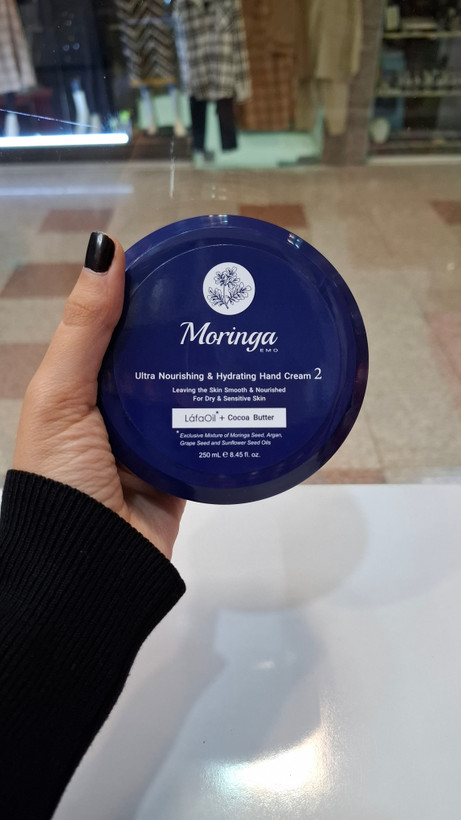 Moringa
EMO
Ultra Nourishing & Hydrating Hand Cream 2
Leaving the Skin Smooth & Nourished
For Dry & Sensitive Skin
LáfaOil* + Cocoa Butter
* Exclusive Mixture of Moringa Seed, Argan,
Grape Seed and Sunflower Seed Oils
250 mL ℮ 8.45 fl. oz.